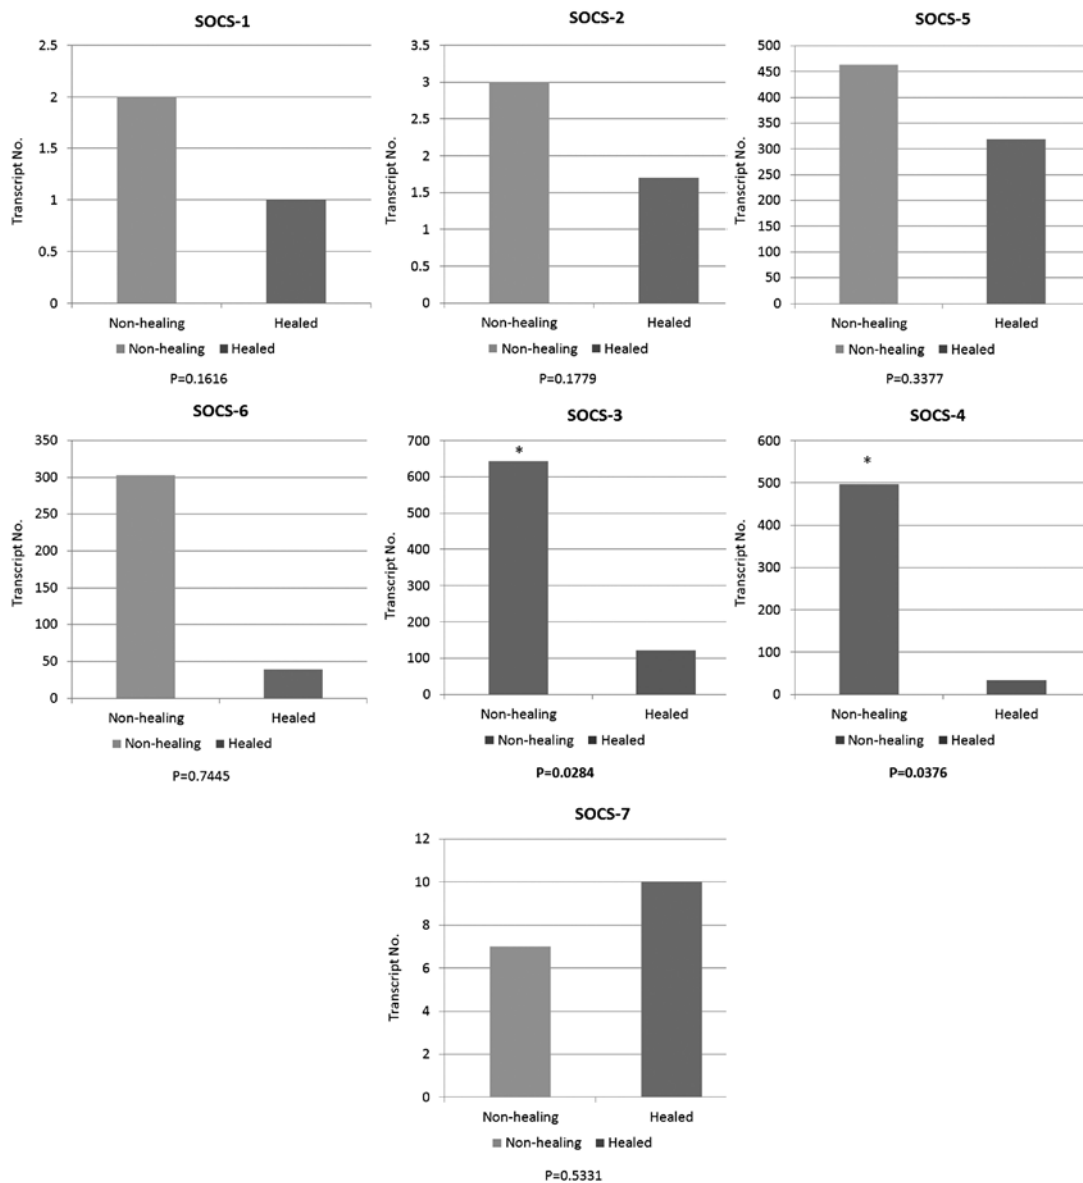 SOCS-1
2.5
2
1.5
1
0.5
0
Transcript No.
Non-healing Healed
Non-healing Healed
P=0.1616
SOCS-2
3.5
3
2.5
2
1.5
1
0.5
0
Transcript No.
Non-healing Healed
Non-healing Healed
P=0.1779
SOCS-5
500
450
400
350
300
250
200
150
100
50
0
Transcript No.
Non-healing Healed
Non-healing Healed
P=0.3377
SOCS-6
350
300
250
200
150
100
50
0
Transcript No.
Non-healing Healed
Non-healing Healed
P=0.7445
SOCS-3
700
600
500
400
300
200
100
0
Transcript No.
*
Non-healing Healed
Non-healing Healed
P=0.0284
SOCS-4
600
500
400
300
200
100
0
Transcript No.
*
Non-healing Healed
Non-healing Healed
P=0.0376
SOCS-7
12
10
8
6
4
2
0
Transcript No.
Non-healing Healed
Non-healing Healed
P=0.5331